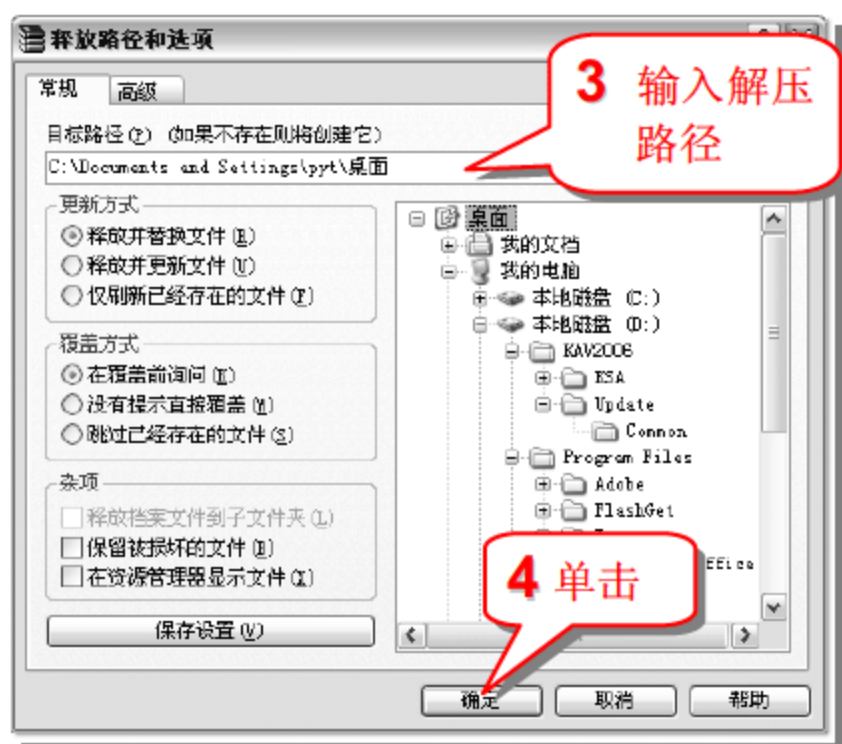 释放路径和选项
3 输入解压
路径
常规 高级
目标路径(P) (如果不存在则将创建它)
C:\Documents and Settings\pyt\桌面
更新方式
释放并替换文件(R)
释放并更新文件(U)
仅刷新已经存在的文件(F)
覆盖方式
在覆盖前询问(K)
没有提示直接覆盖(W)
跳过已经存在的文件(S)
杂项
释放档案文件到子文件夹(L)
保留被损坏的文件(B)
在资源管理器显示文件(X)
保存设置(V)
桌面
我的文档
我的电脑
本地磁盘 (C:)
本地磁盘 (D:)
KAV2006
KSA
Update
Common
Program Files
Adobe
FlashGet
ffice
4 单击
确定 取消 帮助